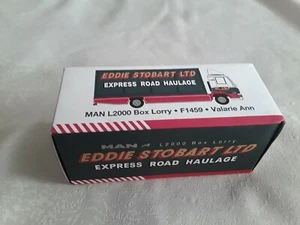 EDDIE STOBART LTD
EXPRESS ROAD HAULAGE
MAN L2000 Box Lorry • F1459 • Valarie Ann
MAN L2000 Box Lorry
EDDIE STOBART LTD
EXPRESS ROAD HAULAGE